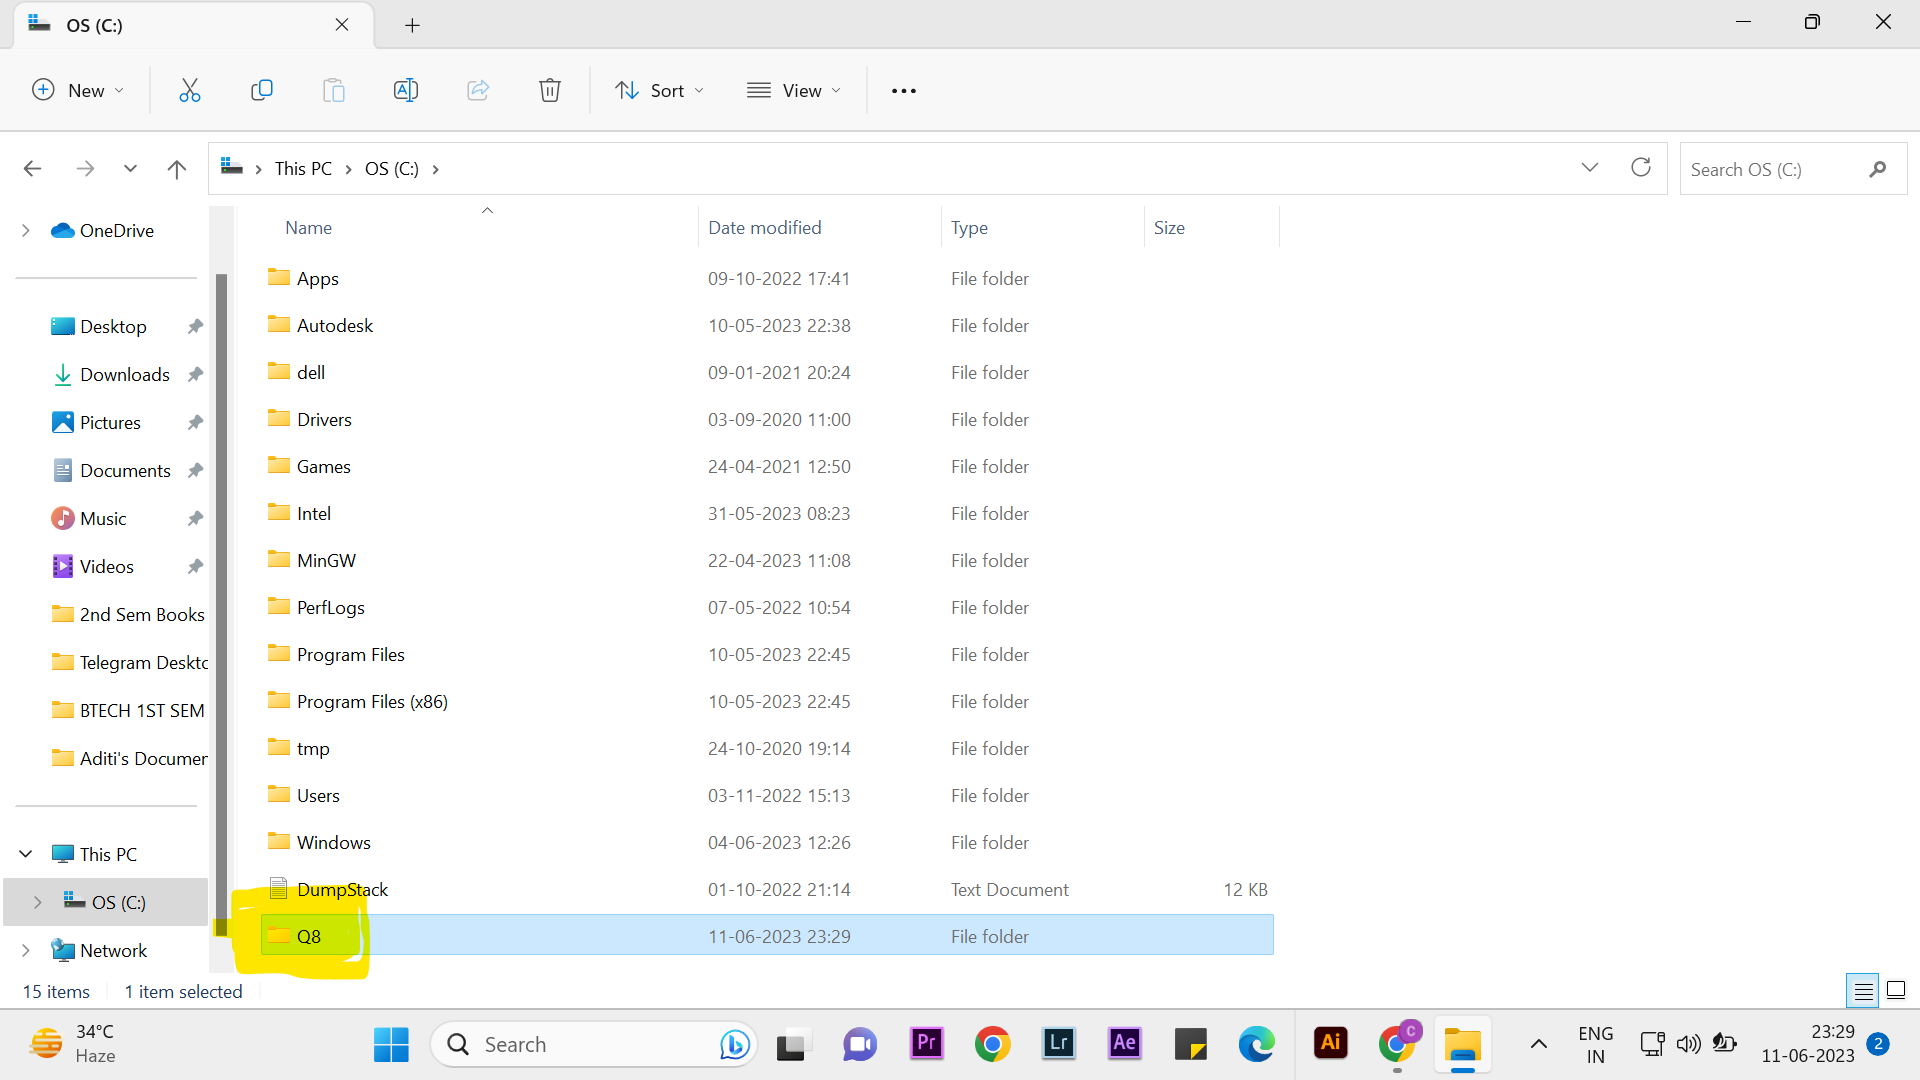 OS (C:)
New
Sort
View
This PC
OS (C:)
Search OS (C:)
OneDrive
Desktop
Downloads
Pictures
Documents
Music
Videos
2nd Sem Books
Telegram Deskto
BTECH 1ST SEM
Aditi's Documer
This PC
OS (C:)
Network
Name Date modified Type Size
Apps 09-10-2022 17:41 File folder
Autodesk 10-05-2023 22:38 File folder
dell 09-01-2021 20:24 File folder
Drivers 03-09-2020 11:00 File folder
Games 24-04-2021 12:50 File folder
Intel 31-05-2023 08:23 File folder
MinGW 22-04-2023 11:08 File folder
PerfLogs 07-05-2022 10:54 File folder
Program Files 10-05-2023 22:45 File folder
Program Files (x86) 10-05-2023 22:45 File folder
tmp 24-10-2020 19:14 File folder
Users 03-11-2022 15:13 File folder
Windows 04-06-2023 12:26 File folder
DumpStack 01-10-2022 21:14 Text Document 12 KB
Q8 11-06-2023 23:29 File folder
15 items 1 item selected
34°C
Haze
Search
Pr
Lr
Ae
Ai
C
ENG
IN
23:29
11-06-2023
2